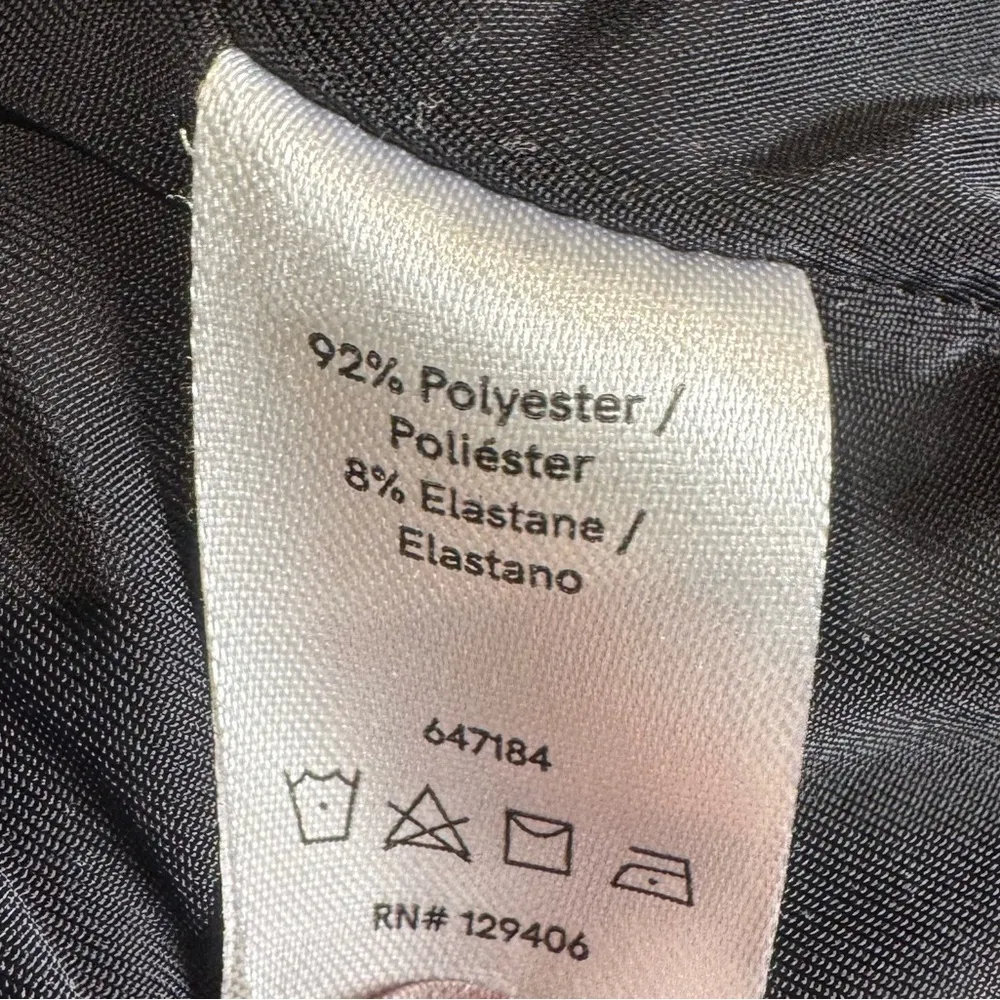 92% Polyester /
Poliéster
8% Elastane /
Elastano
647184
RN# 129406